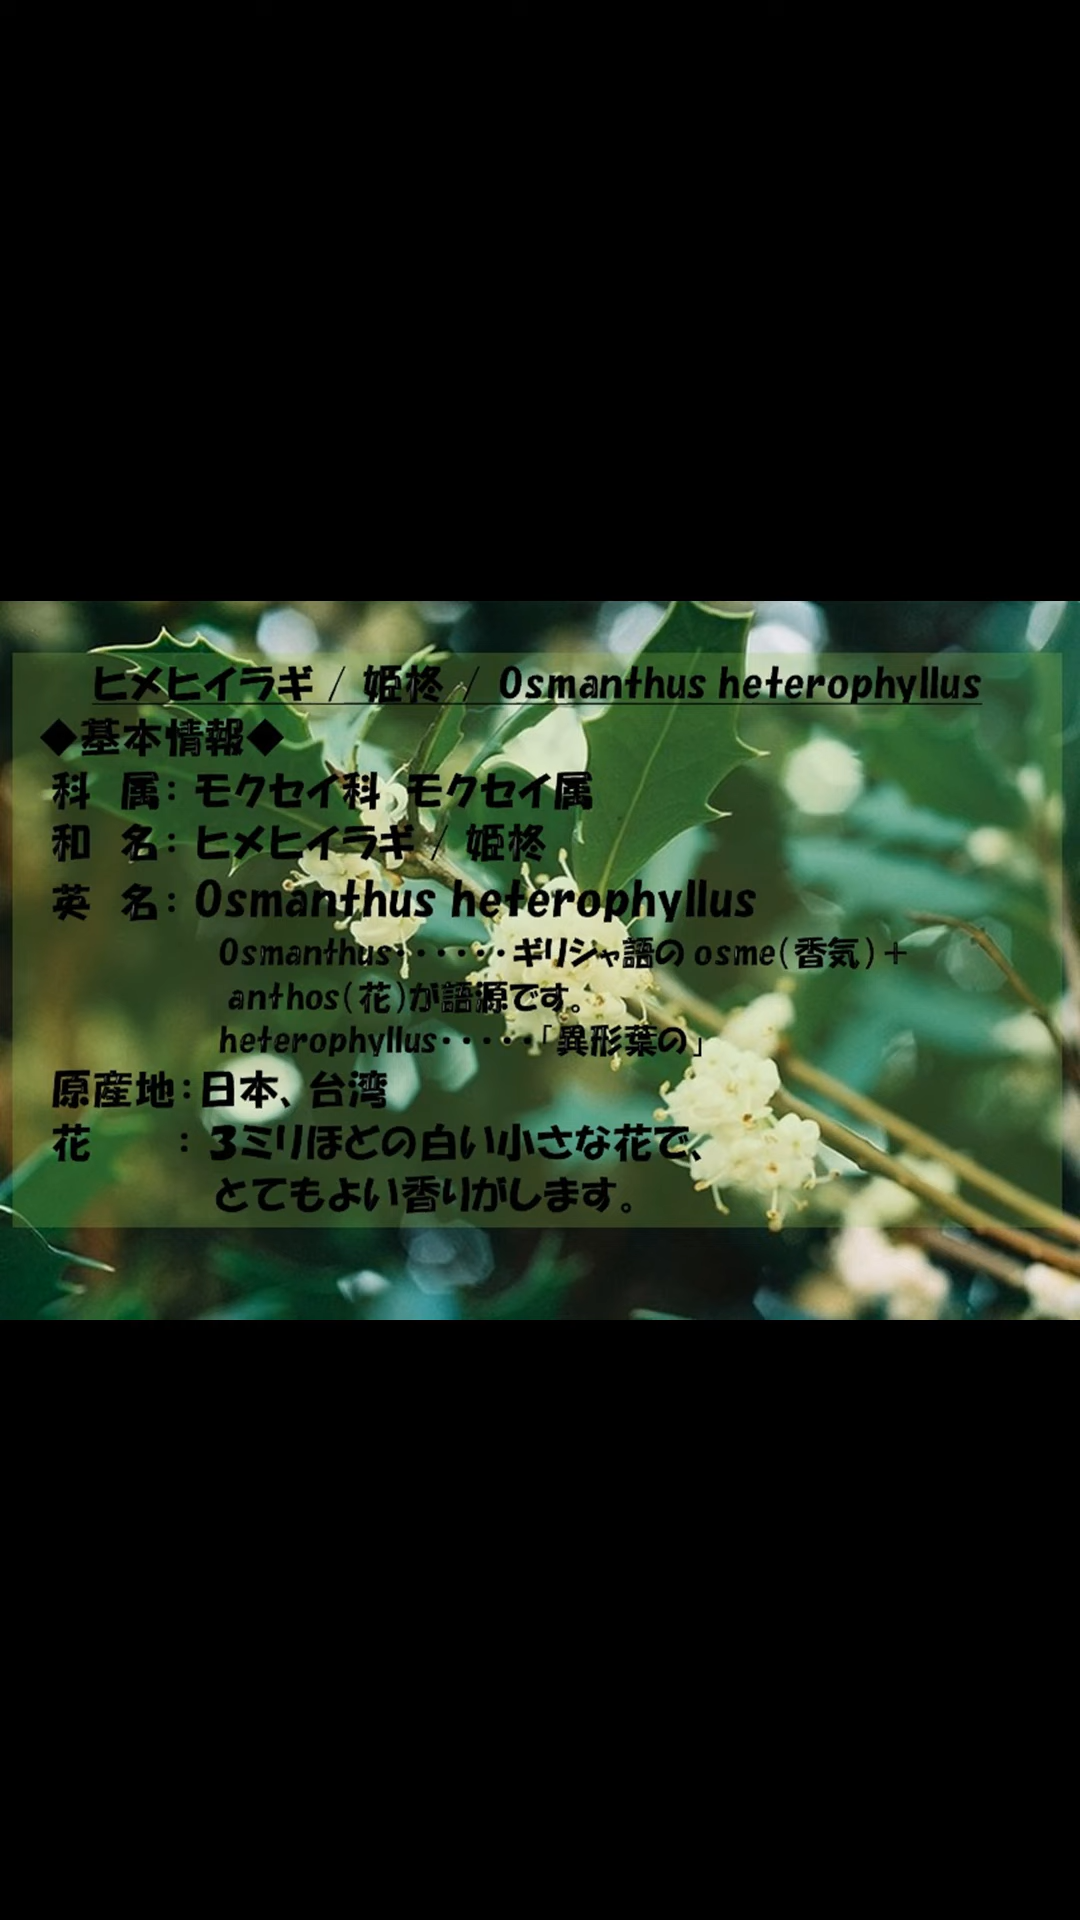 ヒメヒイラギ / 姫柊 / Osmanthus heterophyllus
◆基本情報◆
科 属：モクセイ科 モクセイ属
和 名：ヒメヒイラギ / 姫柊
英 名：Osmanthus heterophyllus
Osmanthus・・・・・・ギリシャ語の osme（香気）＋
anthos（花）が語源です。
heterophyllus・・・・・「異形葉の」
原産地：日本、台湾
花 ：3ミリほどの白い小さな花で、
とてもよい香りがします。